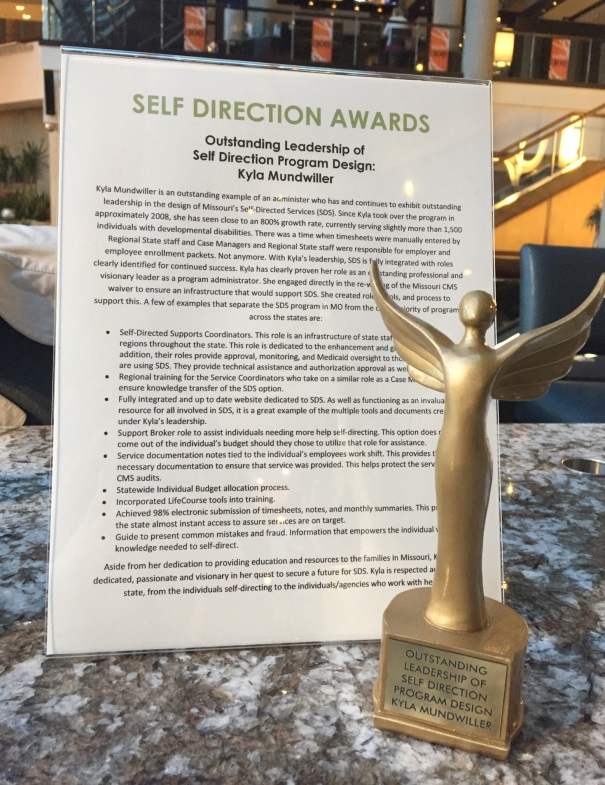 SELF DIRECTION AWARDS
Outstanding Leadership of
Self Direction Program Design:
Kyla Mundwiller
Kyla Mundwiller is an outstanding example of an administer who has and continues to exhibit outstanding
leadership in the design of Missouri's Self-Directed Services (SDS). Since Kyla took over the program in
approximately 2008, she has seen close to an 800% growth rate, currently serving slightly more than 1,500
individuals with developmental disabilities. There was a time when timesheets were manually entered by
Regional State staff and Case Managers and Regional State staff were responsible for employer and
employee enrollment packets. Not anymore. With Kyla's leadership, SDS is fully integrated with roles
clearly identified for continued success. Kyla has clearly proven her role as an standing professional and
visionary leader as a program administrator. She engaged directly in the re-w g of the Missouri CMS
waiver to ensure an infrastructure that would support SDS. She created role ols, and process to
support this. A few of examples that separate the SDS program in MO from the ority of program
across the states are:
• Self-Directed Supports Coordinators. This role is an infrastructure of state staf
regions throughout the state. This role is dedicated to the enhancement and g
addition, their roles provide approval, monitoring, and Medicaid oversight to tho
are using SDS. They provide technical assistance and authorization approval as wel
• Regional training for the Service Coordinators who take on a similar role as a Case M
ensure knowledge transfer of the SDS option.
• Fully integrated and up to date website dedicated to SDS. As well as functioning as an invalua
resource for all involved in SDS, it is a great example of the multiple tools and documents cre
under Kyla's leadership.
• Support Broker role to assist individuals needing more help self-directing. This option does
come out of the individual's budget should they chose to utilize that role for assistance.
• Service documentation notes tied to the individual's employees work shift. This provides t
necessary documentation to ensure that service was provided. This helps protect the serv
CMS audits.
• Statewide Individual Budget allocation process.
• Incorporated LifeCourse tools into training.
• Achieved 98% electronic submission of timesheets, notes, and monthly summaries. This p
the state almost instant access to assure services are on target.
• Guide to present common mistakes and fraud. Information that empowers the individual
knowledge needed to self-direct.
Aside from her dedication to providing education and resources to the families in Missouri, K
dedicated, passionate and visionary in her quest to secure a future for SDS. Kyla is respected a
state, from the individuals self-directing to the individuals/agencies who work with he
OUTSTANDING
LEADERSHIP OF
SELF DIRECTION
PROGRAM DESIGN
KYLA MUNDWILLER